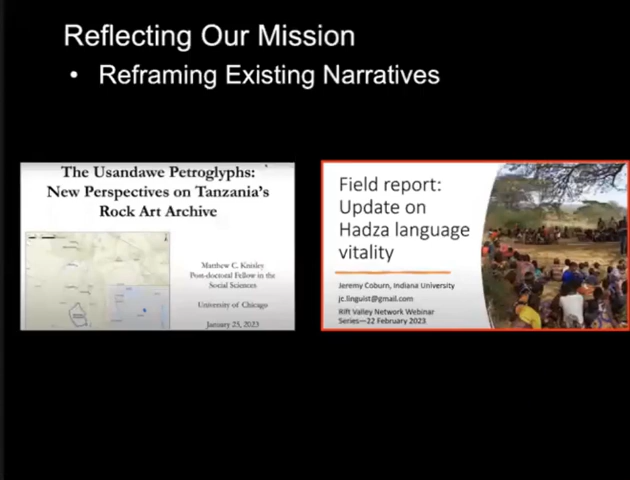 Reflecting Our Mission
• Reframing Existing Narratives
The Usandawe Petroglyphs:
New Perspectives on Tanzania's
Rock Art Archive
Matthew C. Knisley
Post-doctoral Fellow in the
Social Sciences
University of Chicago
January 25, 2023
Field report:
Update on
Hadza language
vitality
Jeremy Coburn, Indiana University
jc.linguist@gmail.com
Rift Valley Network Webinar
Series—22 February 2023